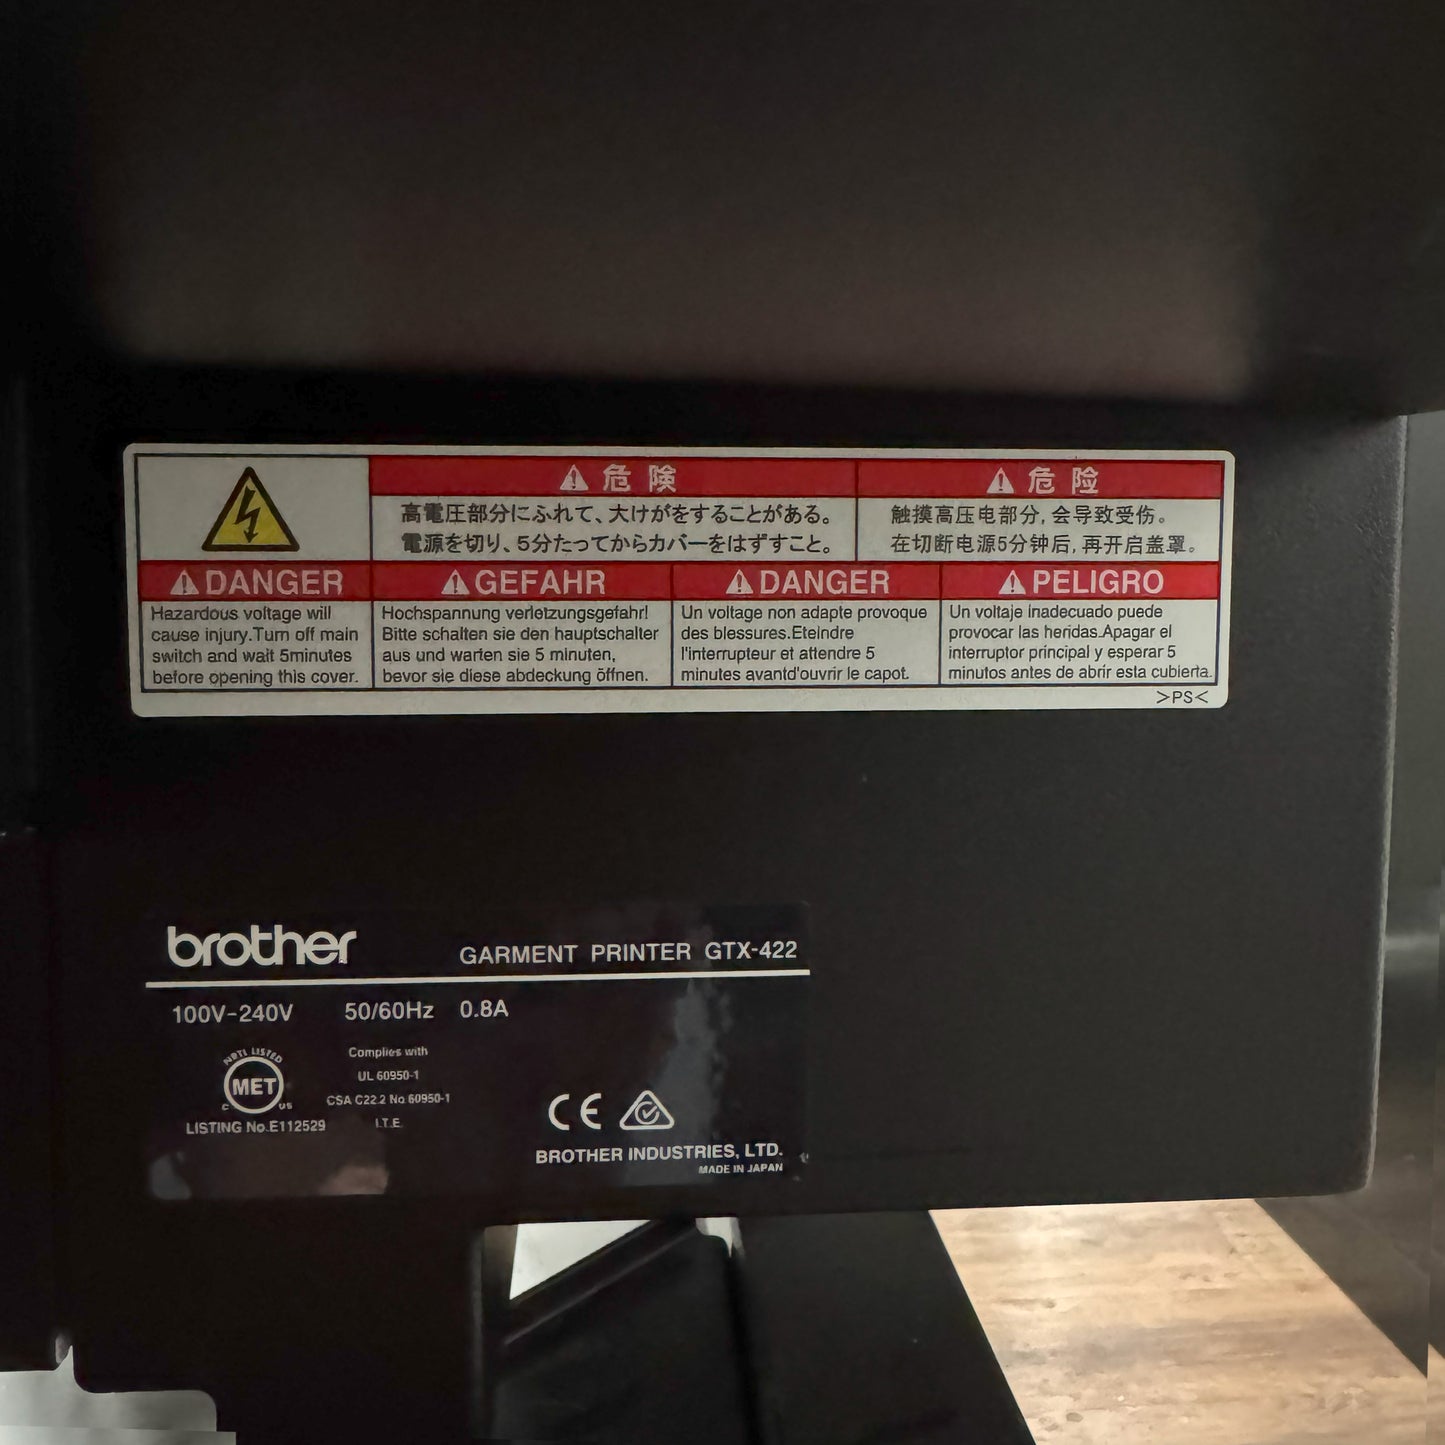 危険
高電圧部分にふれて、大けがをすることがある。
電源を切り、5分たってからカバーをはずすこと。
危险
触摸高压电部分,会导致受伤。
在切断电源5分钟后,再开启盖罩。
DANGER
Hazardous voltage will
cause injury.Turn off main
switch and wait 5minutes
before opening this cover.
GEFAHR
Hochspannung verletzungsgefahr!
Bitte schalten sie den hauptschalter
aus und warten sie 5 minuten,
bevor sie diese abdeckung öffnen.
DANGER
Un voltage non adapte provoque
des blessures.Eteindre
l'interrupteur et attendre 5
minutes avantd'ouvrir le capot.
PELIGRO
Un voltaje inadecuado puede
provocar las heridas.Apagar el
interruptor principal y esperar 5
minutos antes de abrir esta cubierta.
>PS<
brother
GARMENT PRINTER GTX-422
100V-240V 50/60Hz 0.8A
NRTL LISTED
MET
C US
LISTING No.E112529
Complies with
UL 60950-1
CSA C22.2 No.60950-1
I.T.E.
CE
BROTHER INDUSTRIES, LTD.
MADE IN JAPAN